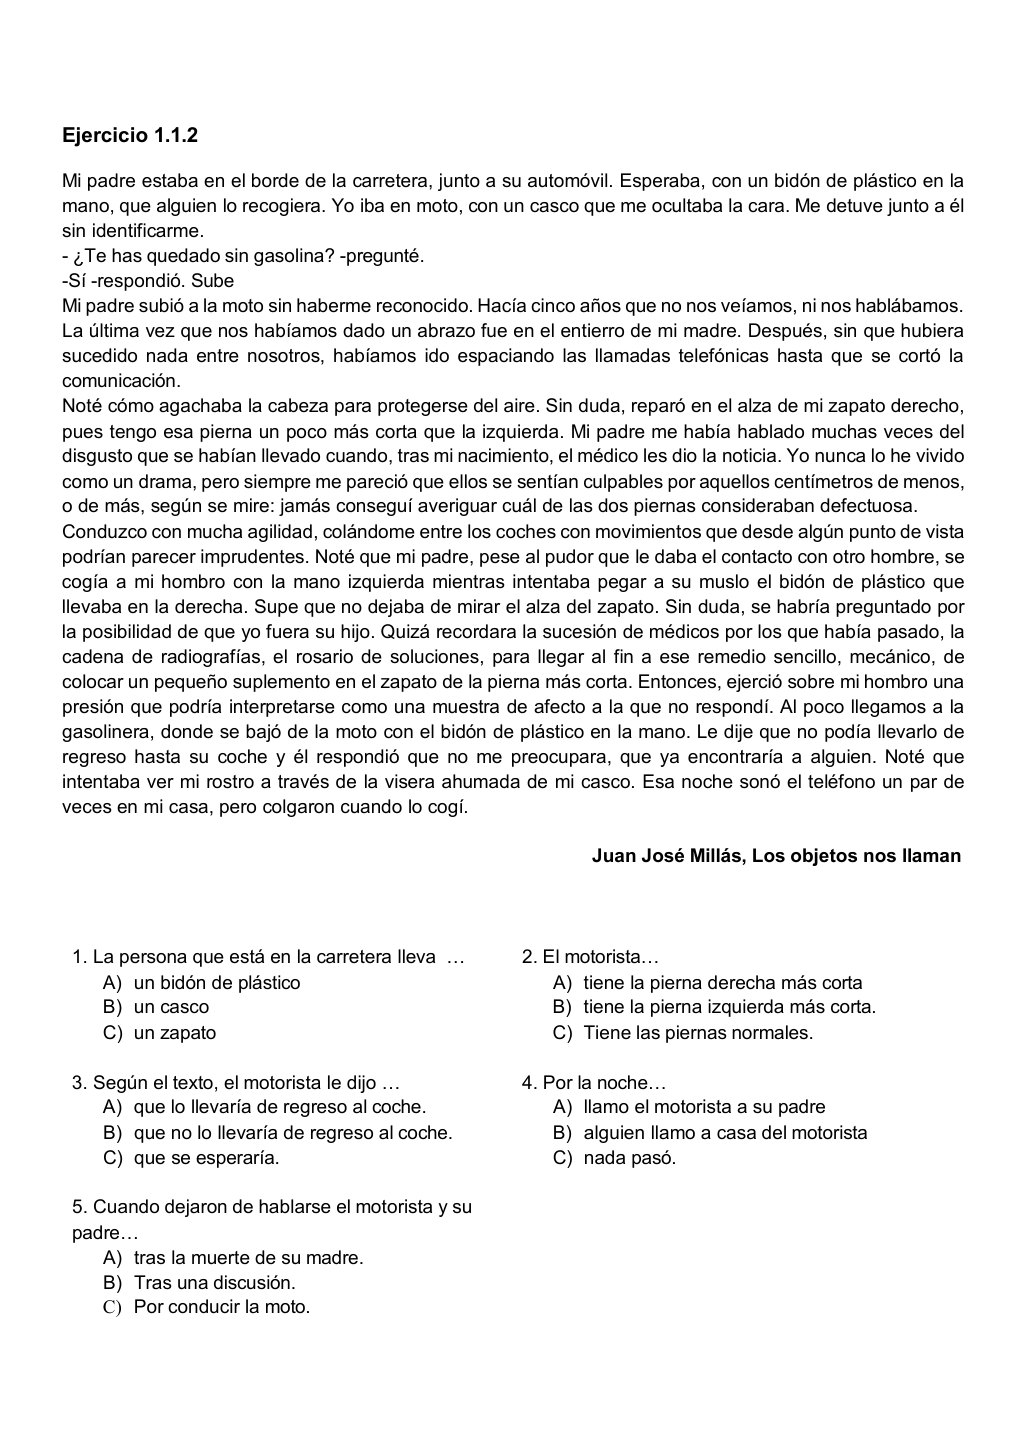 Ejercicio 1.1.2
Mi padre estaba en el borde de la carretera, junto a su automóvil. Esperaba, con un bidón de plástico en la
mano, que alguien lo recogiera. Yo iba en moto, con un casco que me ocultaba la cara. Me detuve junto a él
sin identificarme.
- ¿Te has quedado sin gasolina? -pregunté.
-Sí -respondió. Sube
Mi padre subió a la moto sin haberme reconocido. Hacía cinco años que no nos veíamos, ni nos hablábamos.
La última vez que nos habíamos dado un abrazo fue en el entierro de mi madre. Después, sin que hubiera
sucedido nada entre nosotros, habíamos ido espaciando las llamadas telefónicas hasta que se cortó la
comunicación.
Noté cómo agachaba la cabeza para protegerse del aire. Sin duda, reparó en el alza de mi zapato derecho,
pues tengo esa pierna un poco más corta que la izquierda. Mi padre me había hablado muchas veces del
disgusto que se habían llevado cuando, tras mi nacimiento, el médico les dio la noticia. Yo nunca lo he vivido
como un drama, pero siempre me pareció que ellos se sentían culpables por aquellos centímetros de menos,
o de más, según se mire: jamás conseguí averiguar cuál de las dos piernas consideraban defectuosa.
Conduzco con mucha agilidad, colándome entre los coches con movimientos que desde algún punto de vista
podrían parecer imprudentes. Noté que mi padre, pese al pudor que le daba el contacto con otro hombre, se
cogía a mi hombro con la mano izquierda mientras intentaba pegar a su muslo el bidón de plástico que
llevaba en la derecha. Supe que no dejaba de mirar el alza del zapato. Sin duda, se habría preguntado por
la posibilidad de que yo fuera su hijo. Quizá recordara la sucesión de médicos por los que había pasado, la
cadena de radiografías, el rosario de soluciones, para llegar al fin a ese remedio sencillo, mecánico, de
colocar un pequeño suplemento en el zapato de la pierna más corta. Entonces, ejerció sobre mi hombro una
presión que podría interpretarse como una muestra de afecto a la que no respondí. Al poco llegamos a la
gasolinera, donde se bajó de la moto con el bidón de plástico en la mano. Le dije que no podía llevarlo de
regreso hasta su coche y él respondió que no me preocupara, que ya encontraría a alguien. Noté que
intentaba ver mi rostro a través de la visera ahumada de mi casco. Esa noche sonó el teléfono un par de
veces en mi casa, pero colgaron cuando lo cogí.
Juan José Millás, Los objetos nos llaman
1. La persona que está en la carretera lleva …
A) un bidón de plástico
B) un casco
C) un zapato
2. El motorista…
A) tiene la pierna derecha más corta
B) tiene la pierna izquierda más corta.
C) Tiene las piernas normales.
3. Según el texto, el motorista le dijo …
A) que lo llevaría de regreso al coche.
B) que no lo llevaría de regreso al coche.
C) que se esperaría.
4. Por la noche…
A) llamo el motorista a su padre
B) alguien llamo a casa del motorista
C) nada pasó.
5. Cuando dejaron de hablarse el motorista y su
padre…
A) tras la muerte de su madre.
B) Tras una discusión.
C) Por conducir la moto.